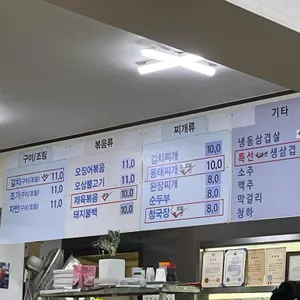 구이/조림
갈치(구이/조림) 11,0
조기(구이/조림) 11,0
자반(구이/조림) 11,0
볶음류
오징어볶음 11,0
오삼불고기 11,0
제육볶음 10,0
돼지불백 10,0
찌개류
김치찌개 10,0
동태찌개 10,0
된장찌개 8,0
순두부 8,0
청국장 8,0
기타
냉동삼겹살
특선 생삼겹
소주
맥주
막걸리
청하